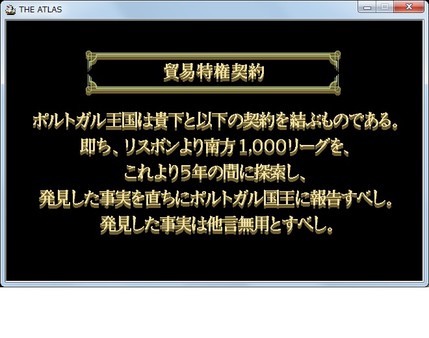 THE ATLAS
貿易特権契約
ポルトガル王国は貴下と以下の契約を結ぶものである。
即ち、リスボンより南方1,000リーグを、
これより5年の間に探索し、
発見した事実を直ちにポルトガル国王に報告すべし。
発見した事実は他言無用とすべし。